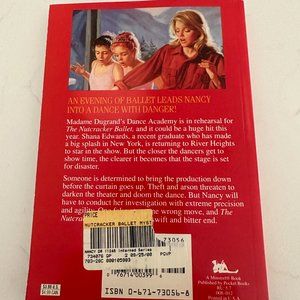 AN EVENING OF BALLET LEADS NANCY
INTO A DANCE WITH DANGER!
Madame Dugrand's Dance Academy is in rehearsal for
The Nutcracker Ballet, and it could be a huge hit this
year. Shana Edwards, a recent graduate who has made
a big splash in New York, is returning to River Heights
to star in the show. But the closer the dancers get to
show time, the clearer it becomes that the stage is set
for disaster.
Someone is determined to bring the production down
before the curtain goes up. Theft and arson threaten to
darken the theater and doom the dance. But Nancy will
have to conduct her investigation with extreme precision
and agility.
the wrong move, and The
swift and bitter end.
PRICE
NUTCRACKER BALLET MYST
73056
ISBN 0-671-73056-8
A Minstrel® Book
Published by Pocket Books